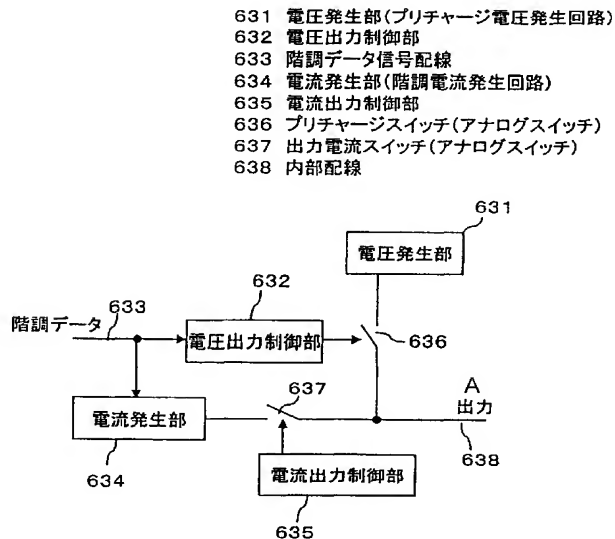 631 電圧発生部(プリチャージ電圧発生回路)
632 電圧出力制御部
633 階調データ信号配線
634 電流発生部(階調電流発生回路)
635 電流出力制御部
636 プリチャージスイッチ(アナログスイッチ)
637 出力電流スイッチ(アナログスイッチ)
638 内部配線
631
電圧発生部
632
633
階調データ
電圧出力制御部
636
637
A
出力
電流発生部
638
634
電流出力制御部
635